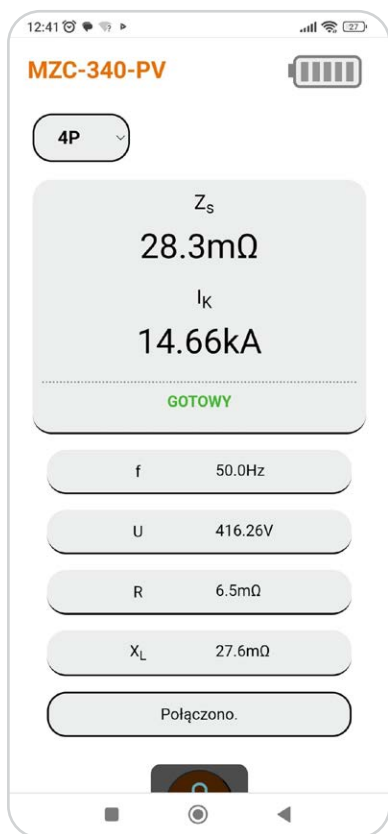 12:41 27
MZC-340-PV
4P
Zs
28.3mΩ
IK
14.66kA
GOTOWY
f 50.0Hz
U 416.26V
R 6.5mΩ
XL 27.6mΩ
Połączono.